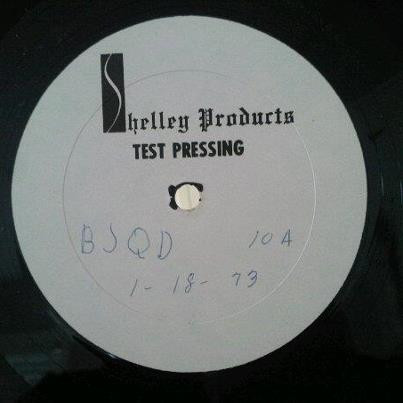 Shelley Products
TEST PRESSING
BJQD 10A
1-18-73